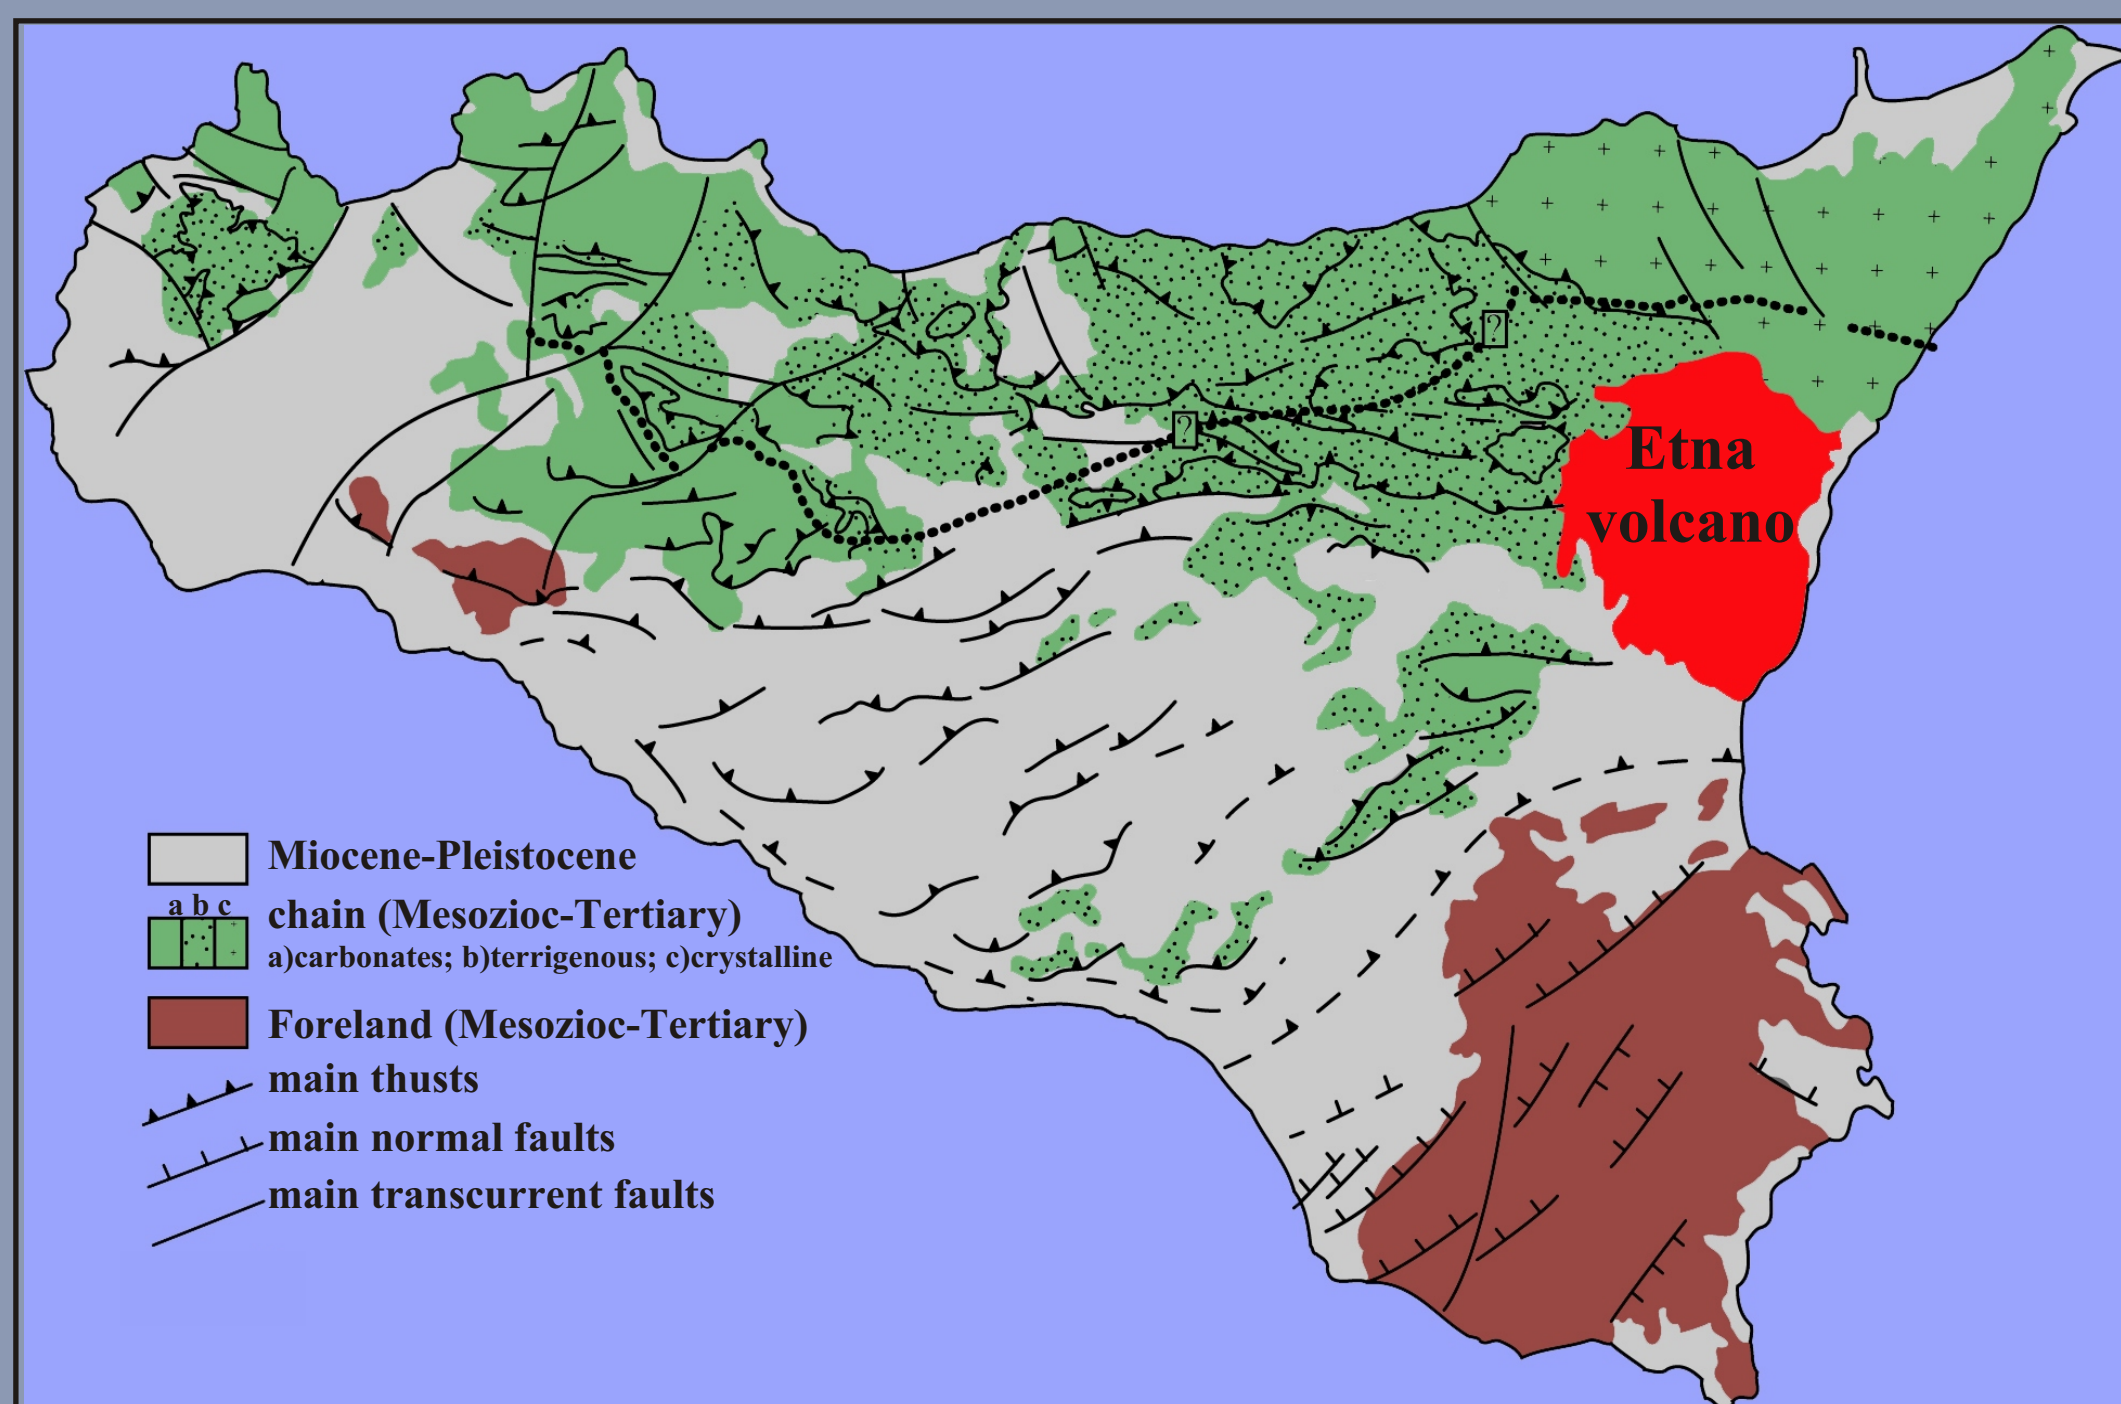 Etna
volcano
Miocene-Pleistocene
a b c
chain (Mesozioc-Tertiary)
a)carbonates; b)terrigenous; c)crystalline
Foreland (Mesozioc-Tertiary)
main thusts
main normal faults
main transcurrent faults